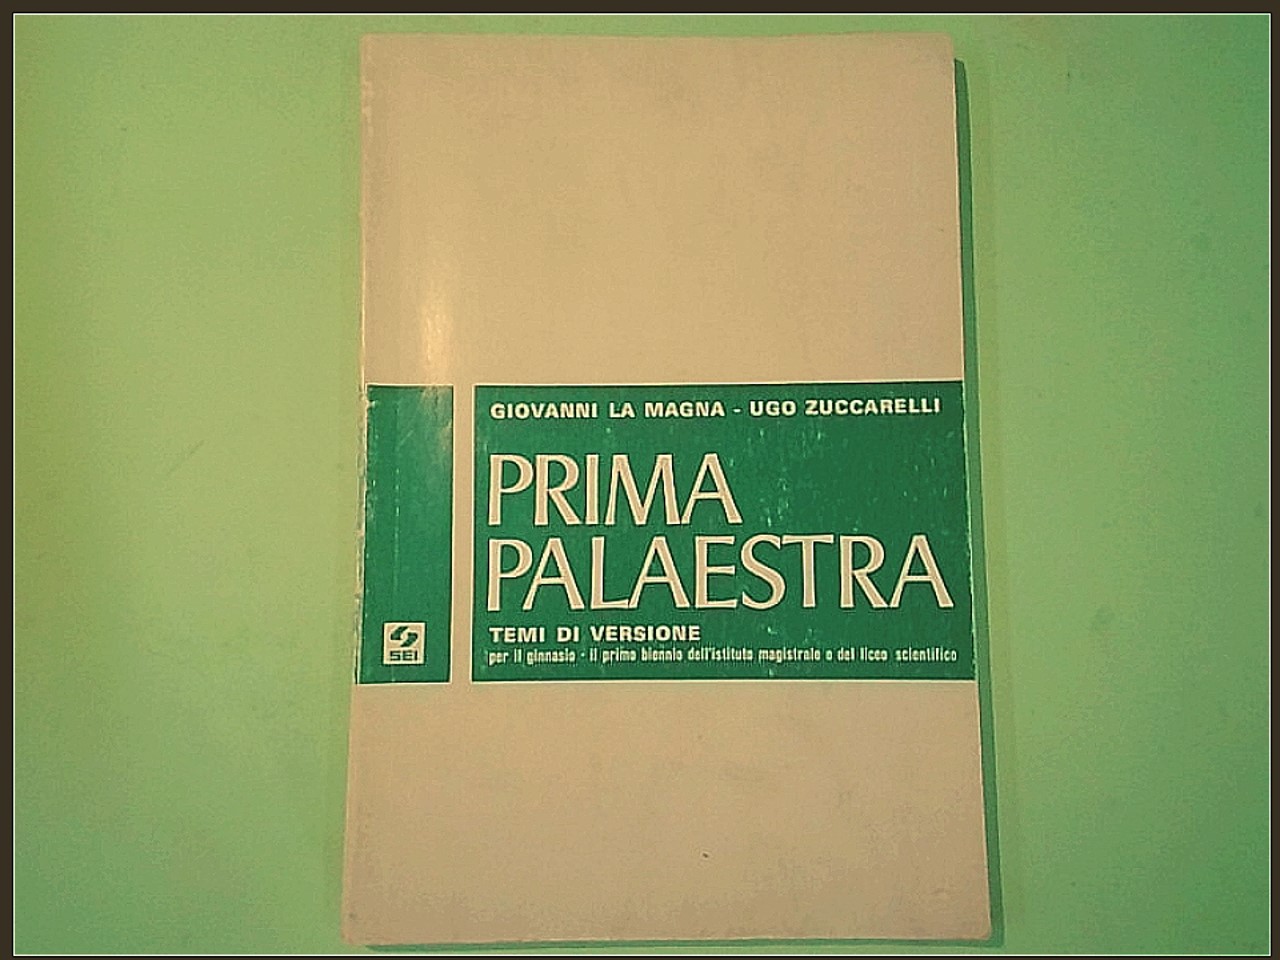 GIOVANNI LA MAGNA - UGO ZUCCARELLI
PRIMA
PALAESTRA
TEMI DI VERSIONE
per il ginnasio - il primo biennio dell'istituto magistrale e del liceo scientifico
SEI